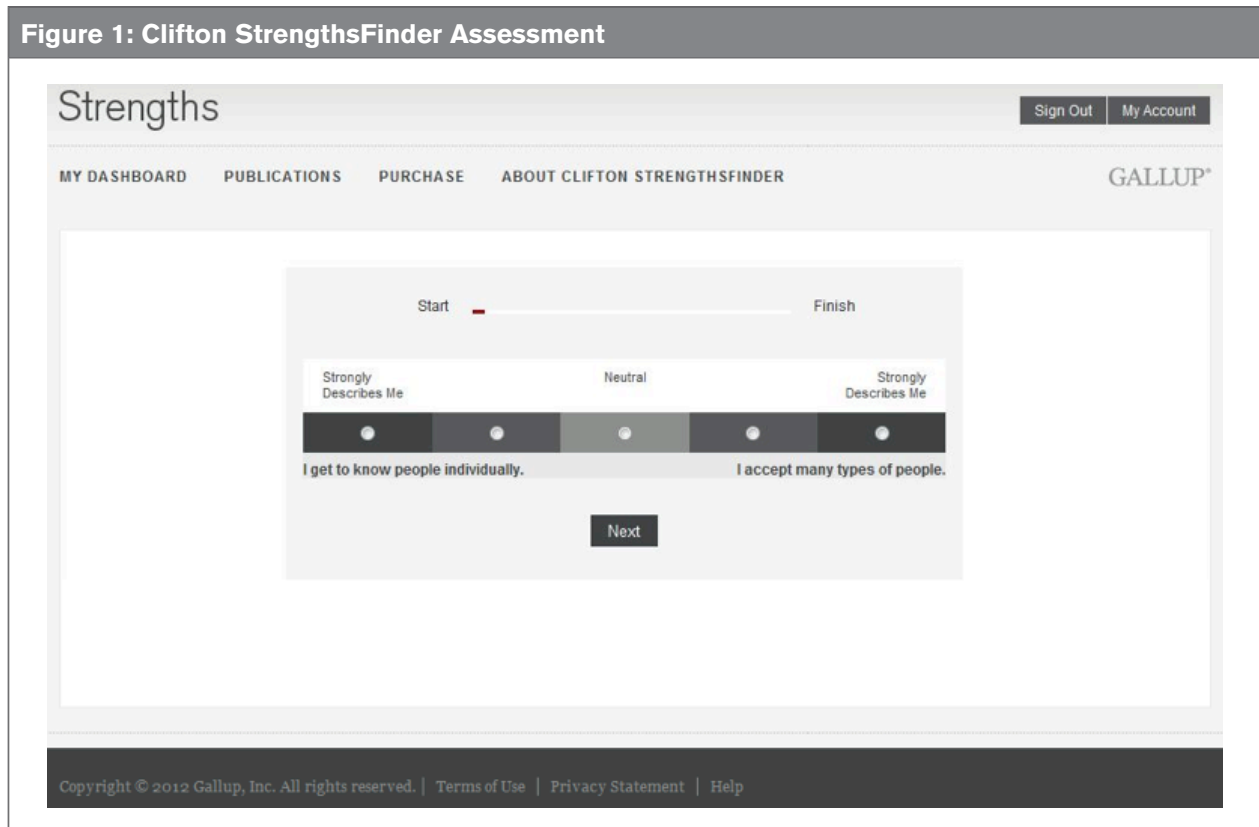 Figure 1: Clifton StrengthsFinder Assessment
Strengths
Sign Out My Account
MY DASHBOARD PUBLICATIONS PURCHASE ABOUT CLIFTON STRENGTHSFINDER GALLUP®
Start Finish
Strongly Neutral Strongly
Describes Me Describes Me
I get to know people individually. I accept many types of people.
Next
Copyright © 2012 Gallup, Inc. All rights reserved. | Terms of Use | Privacy Statement | Help